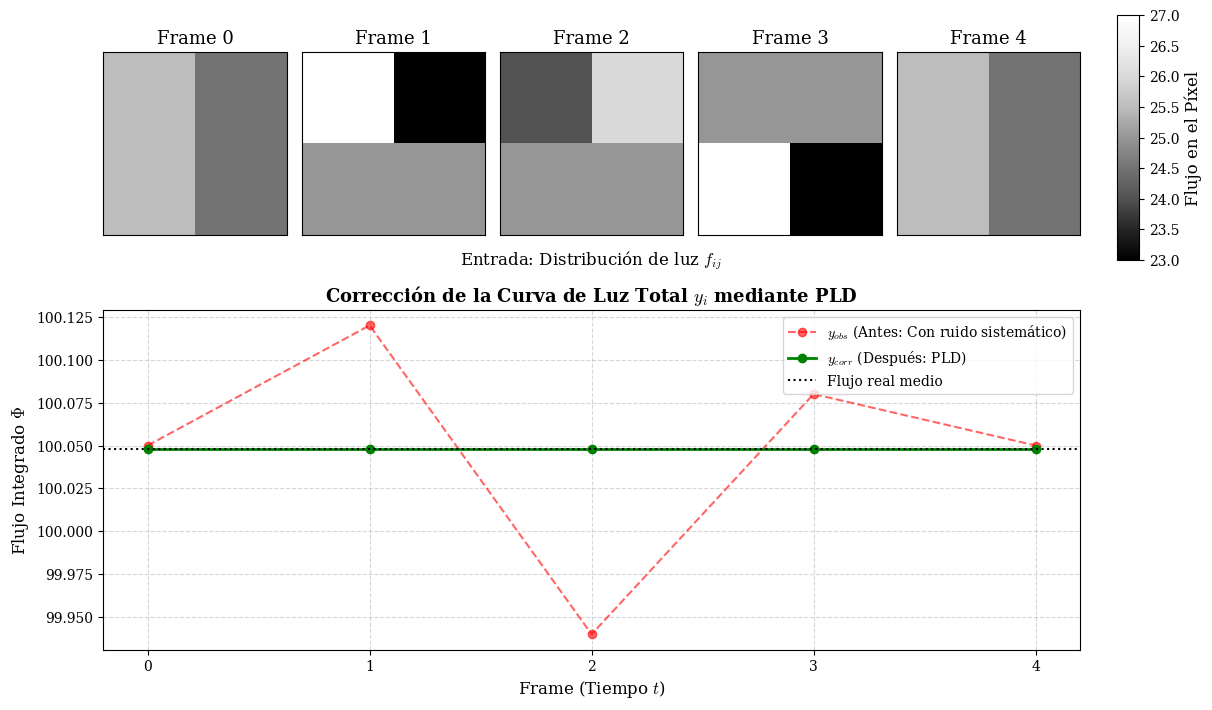 Frame 0 Frame 1 Frame 2 Frame 3 Frame 4
27.0
26.5
26.0
25.5
25.0
24.5
24.0
23.5
23.0
Flujo en el Píxel
Entrada: Distribución de luz $f_{ij}$
Corrección de la Curva de Luz Total $y_i$ mediante PLD
$y_{obs}$ (Antes: Con ruido sistemático)
$y_{corr}$ (Después: PLD)
Flujo real medio
100.125
100.100
100.075
100.050
100.025
100.000
99.975
99.950
Flujo Integrado Φ
0 1 2 3 4
Frame (Tiempo $t$)